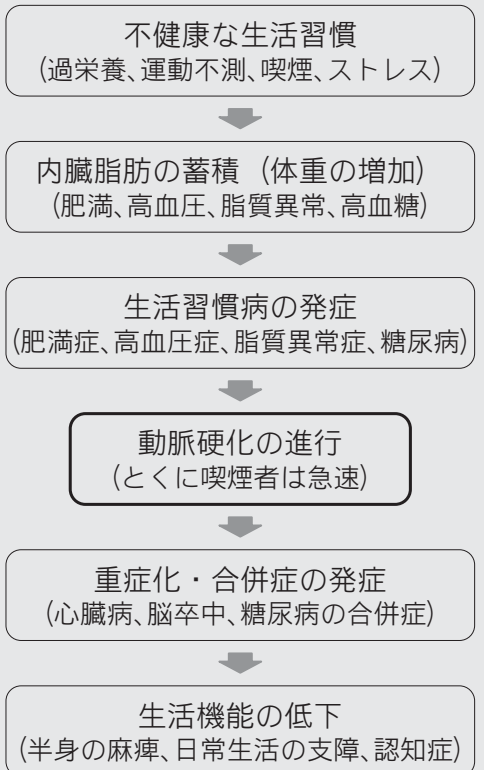 不健康な生活習慣
(過栄養、運動不測、喫煙、ストレス)
内臓脂肪の蓄積（体重の増加）
(肥満、高血圧、脂質異常、高血糖)
生活習慣病の発症
(肥満症、高血圧症、脂質異常症、糖尿病)
動脈硬化の進行
(とくに喫煙者は急速)
重症化・合併症の発症
(心臓病、脳卒中、糖尿病の合併症)
生活機能の低下
(半身の麻痺、日常生活の支障、認知症)